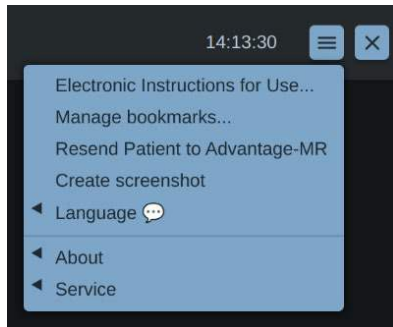 14:13:30
Electronic Instructions for Use...
Manage bookmarks...
Resend Patient to Advantage-MR
Create screenshot
Language 💬
About
Service